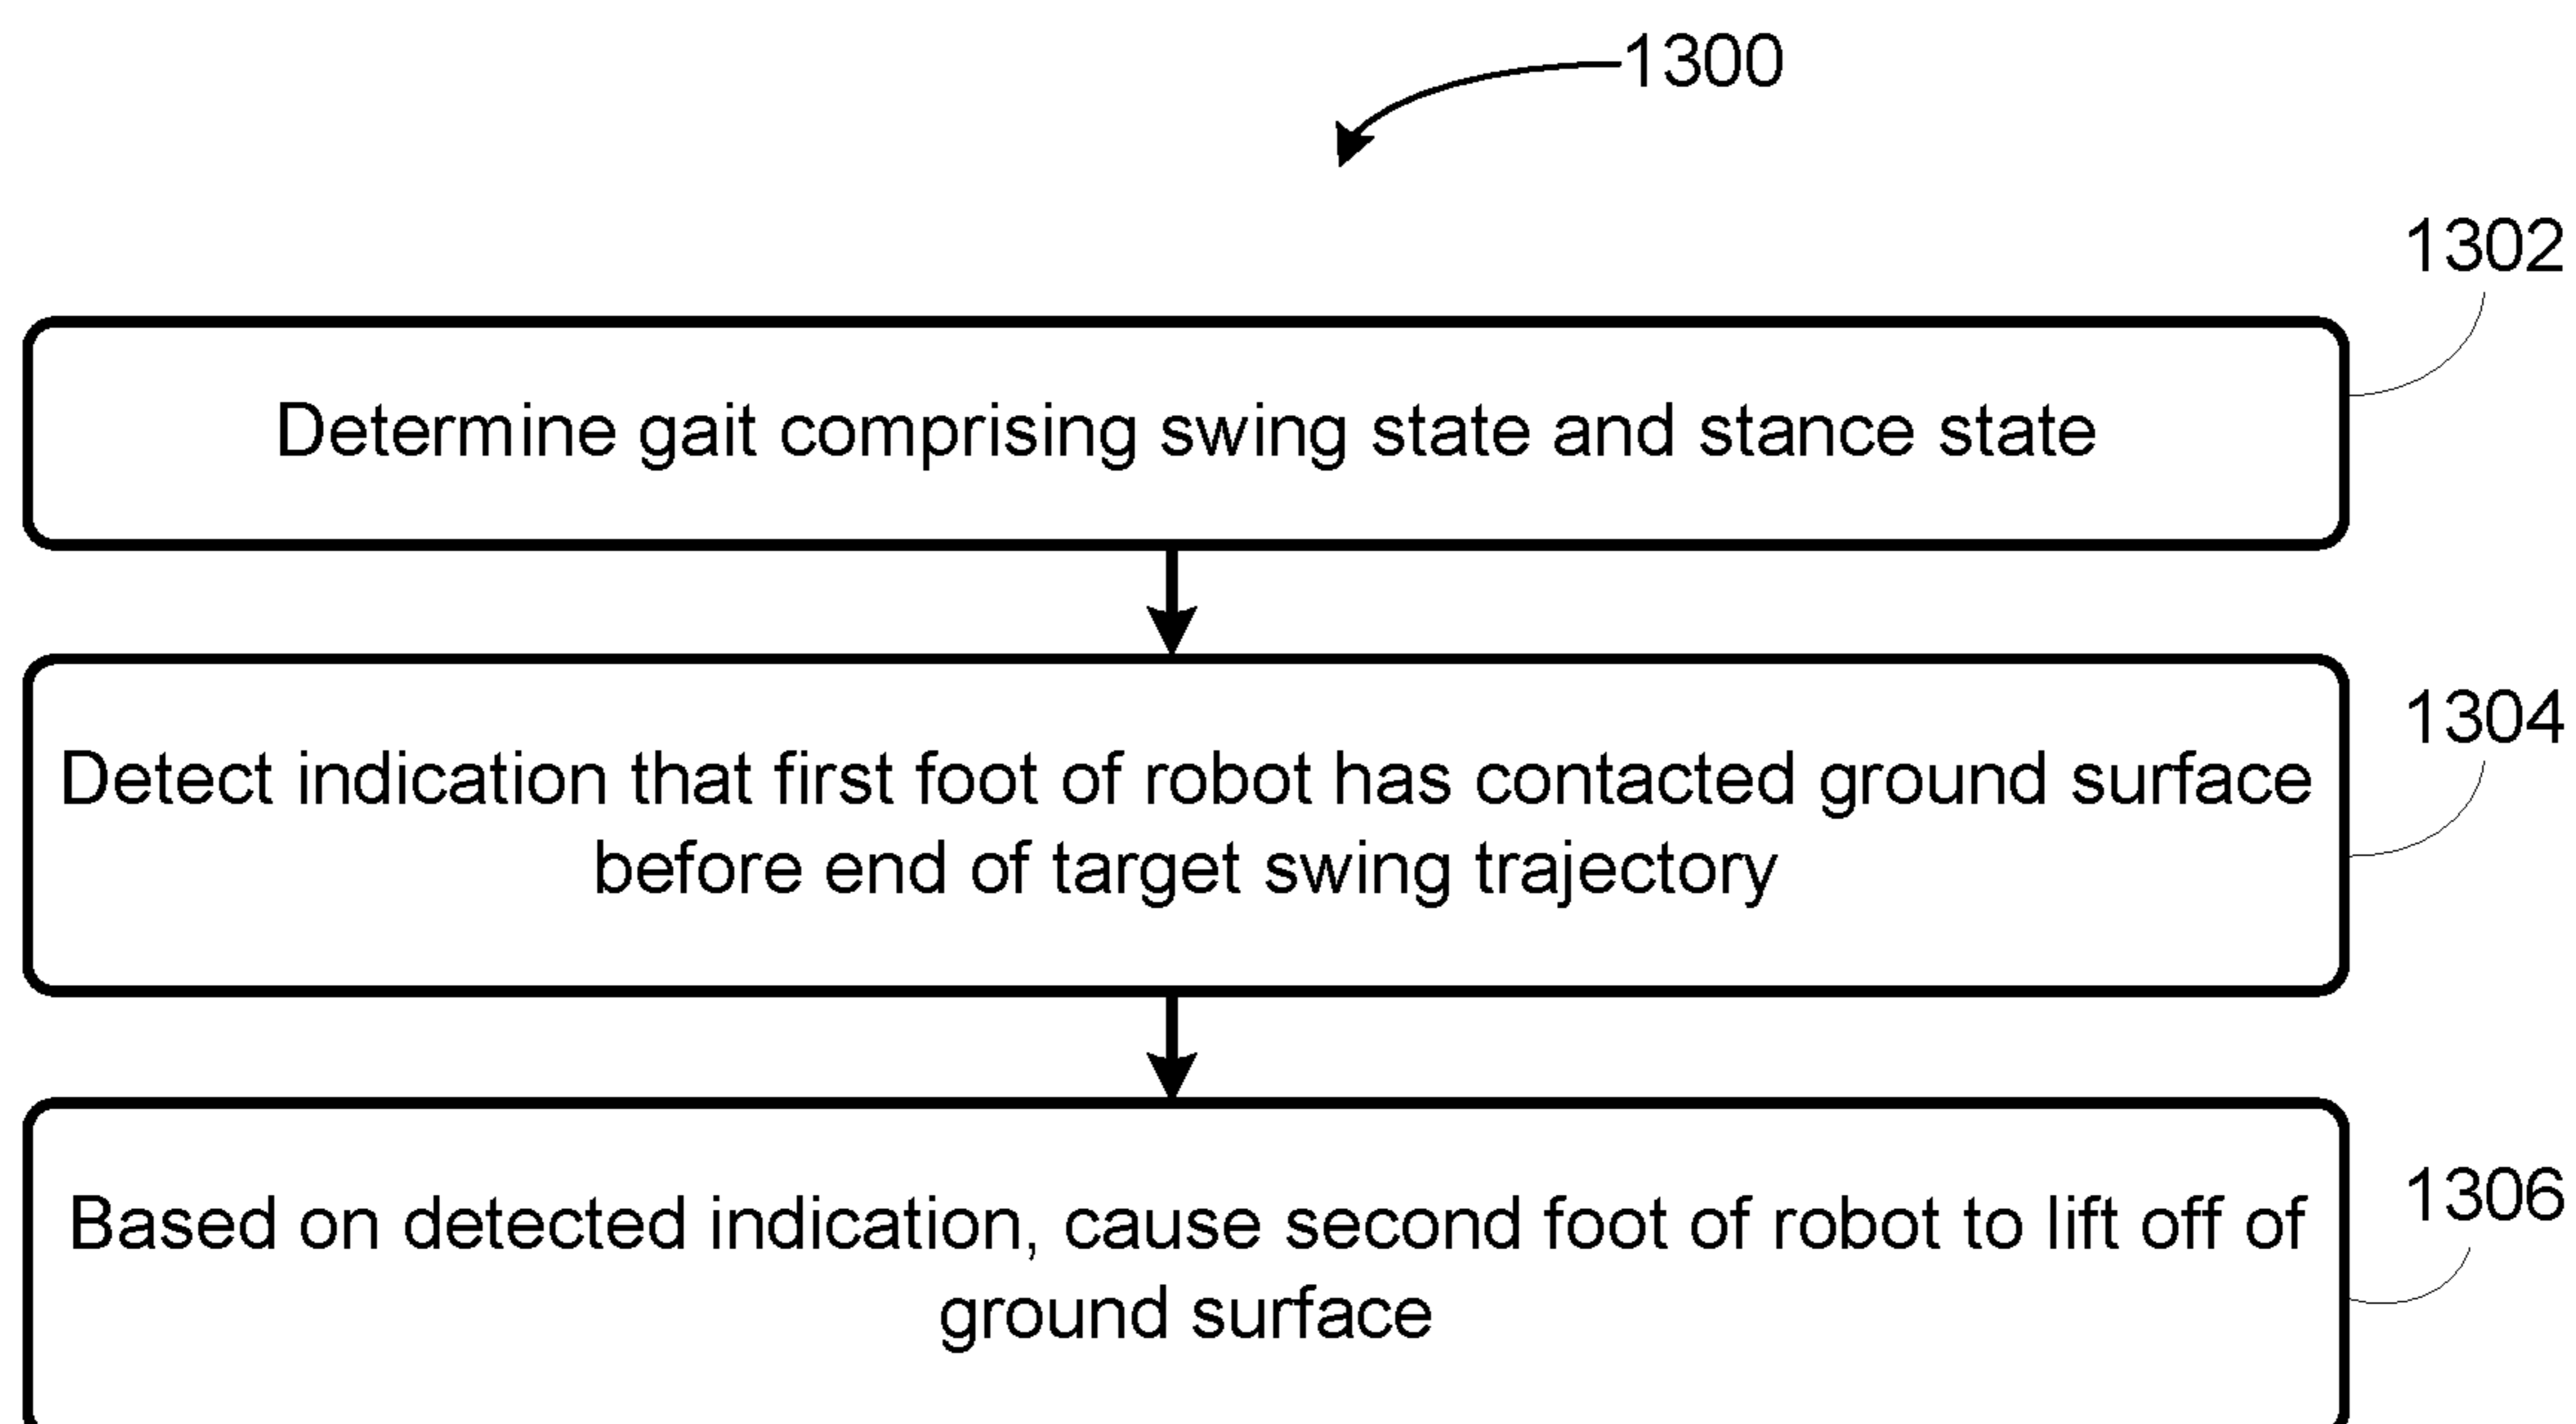 1300
1302
Determine gait comprising swing state and stance state
1304
Detect indication that first foot of robot has contacted ground surface
before end of target swing trajectory
1306
Based on detected indication, cause second foot of robot to lift off of
ground surface